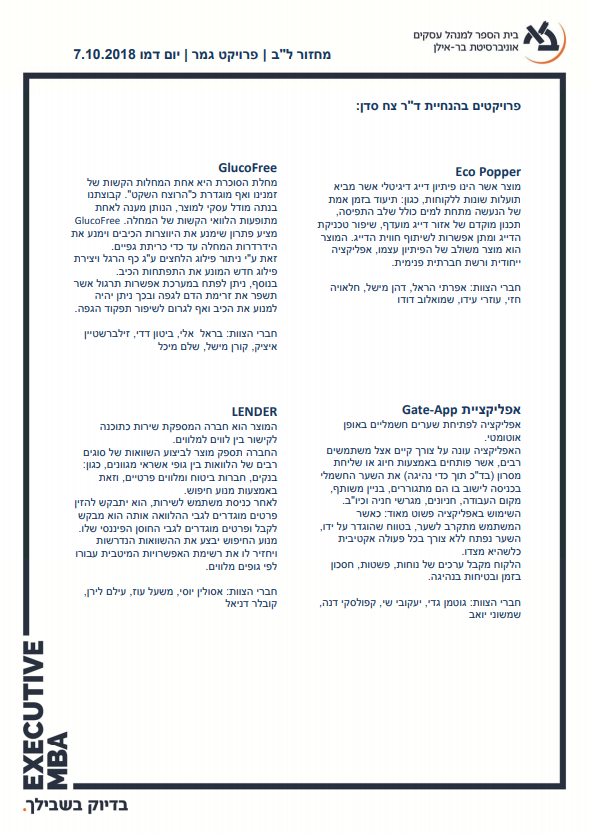 בית הספר למנהל עסקים
אוניברסיטת בר-אילן
מחזור ל"ב | פרויקט גמר | יום דמו 7.10.2018
פרויקטים בהנחיית ד"ר צח סדן:
Eco Popper
מוצר אשר הינו פיתיון דייג דיגיטלי אשר מביא
תועלות שונות ללקוחות, כגון: תיעוד בזמן אמת
של הנעשה מתחת למים כולל שלב התפיסה,
תכנון מוקדם של אזור דייג מועדף, שיפור טכניקת
הדייג ומתן אפשרות לשיתוף חווית הדייג. המוצר
הוא מוצר משולב של הפיתיון עצמו, אפליקציה
ייחודית ורשת חברתית פנימית.
חברי הצוות: אפרתי הראל, דהן מישל, חלאויה
חזי, עוזרי עידו, שמואלוב דודו
GlucoFree
מחלת הסוכרת היא אחת המחלות הקשות של
זמנינו ואף מוגדרת כ"הרוצח השקט". קבוצתנו
בנתה מודל עסקי למוצר, הנותן מענה לאחת
מתופעות הלוואי הקשות של המחלה. GlucoFree
מציע פתרון שימנע את היווצרות הכיבים וימנע את
הידרדרות המחלה עד כדי כריתת גפיים.
זאת ע"י ניטור פילוג הלחצים ע"ג כף הרגל ויצירת
פילוג חדש המונע את התפתחות הכיב.
בנוסף, ניתן לפתח במערכת אפשרות תרגול אשר
תשפר את זרימת הדם לגפה ובכך ניתן יהיה
למנוע את הכיב ואף לגרום לשיפור תפקוד הגפה.
חברי הצוות: בראל אלי, ביטון דדי, זילברשטיין
איציק, קורן מישל, שלם מיכל
אפליקציית Gate-App
אפליקציה לפתיחת שערים חשמליים באופן
אוטומטי.
האפליקציה עונה על צורך קיים אצל משתמשים
רבים, אשר פותחים באמצעות חיוג או שליחת
מסרון (בד"כ תוך כדי נהיגה) את השער החשמלי
בכניסה לישוב בו הם מתגוררים, בניין משותף,
מקום העבודה, חניונים, מגרשי חניה וכיו"ב.
השימוש באפליקציה פשוט מאוד: כאשר
המשתמש מתקרב לשער, בטווח שהוגדר על ידו,
השער נפתח ללא צורך בכל פעולה אקטיבית
כלשהיא מצדו.
הלקוח מקבל ערכים של נוחות, פשטות, חסכון
בזמן ובטיחות בנהיגה.
חברי הצוות: גוטמן גדי, יעקובי שי, קפולסקי דנה,
שמשוני יואב
LENDER
המוצר הוא חברה המספקת שירות כתוכנה
לקישור בין לווים למלווים.
החברה תספק מוצר לביצוע השוואות של סוגים
רבים של הלוואות בין גופי אשראי מגוונים, כגון:
בנקים, חברות ביטוח ומלווים פרטיים, וזאת
באמצעות מנוע חיפוש.
לאחר כניסת משתמש לשירות, הוא יתבקש להזין
פרטים מוגדרים לגבי ההלוואה אותה הוא מבקש
לקבל ופרטים מוגדרים לגבי החוסן הפיננסי שלו.
מנוע החיפוש יבצע את ההשוואות הנדרשות
ויחזיר לו את רשימת האפשרויות המיטבית עבורו
לפי גופים מלווים.
חברי הצוות: אסולין יוסי, משעל עוז, עילם לירן,
קובלר דניאל
EXECUTIVE
MBA
בדיוק בשבילך.